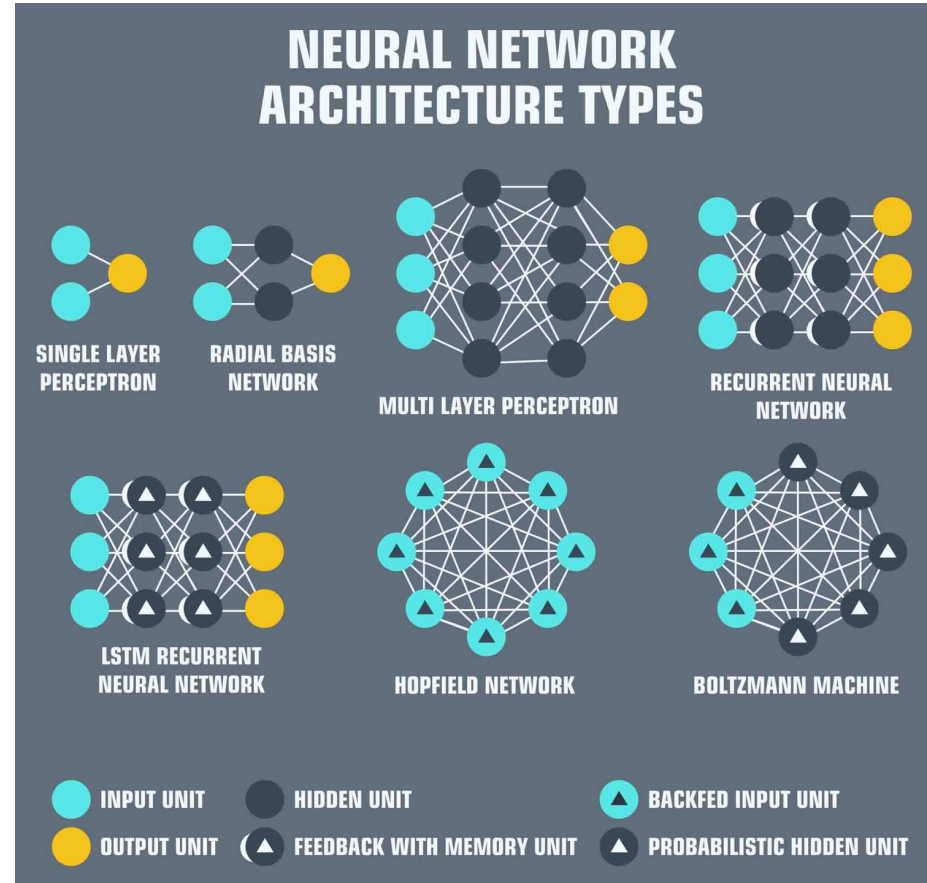 NEURAL NETWORK
ARCHITECTURE TYPES
SINGLE LAYER
PERCEPTRON
RADIAL BASIS
NETWORK
MULTI LAYER PERCEPTRON
RECURRENT NEURAL
NETWORK
LSTM RECURRENT
NEURAL NETWORK
HOPFIELD NETWORK
BOLTZMANN MACHINE
INPUT UNIT
HIDDEN UNIT
BACKFED INPUT UNIT
OUTPUT UNIT
FEEDBACK WITH MEMORY UNIT
PROBABILISTIC HIDDEN UNIT